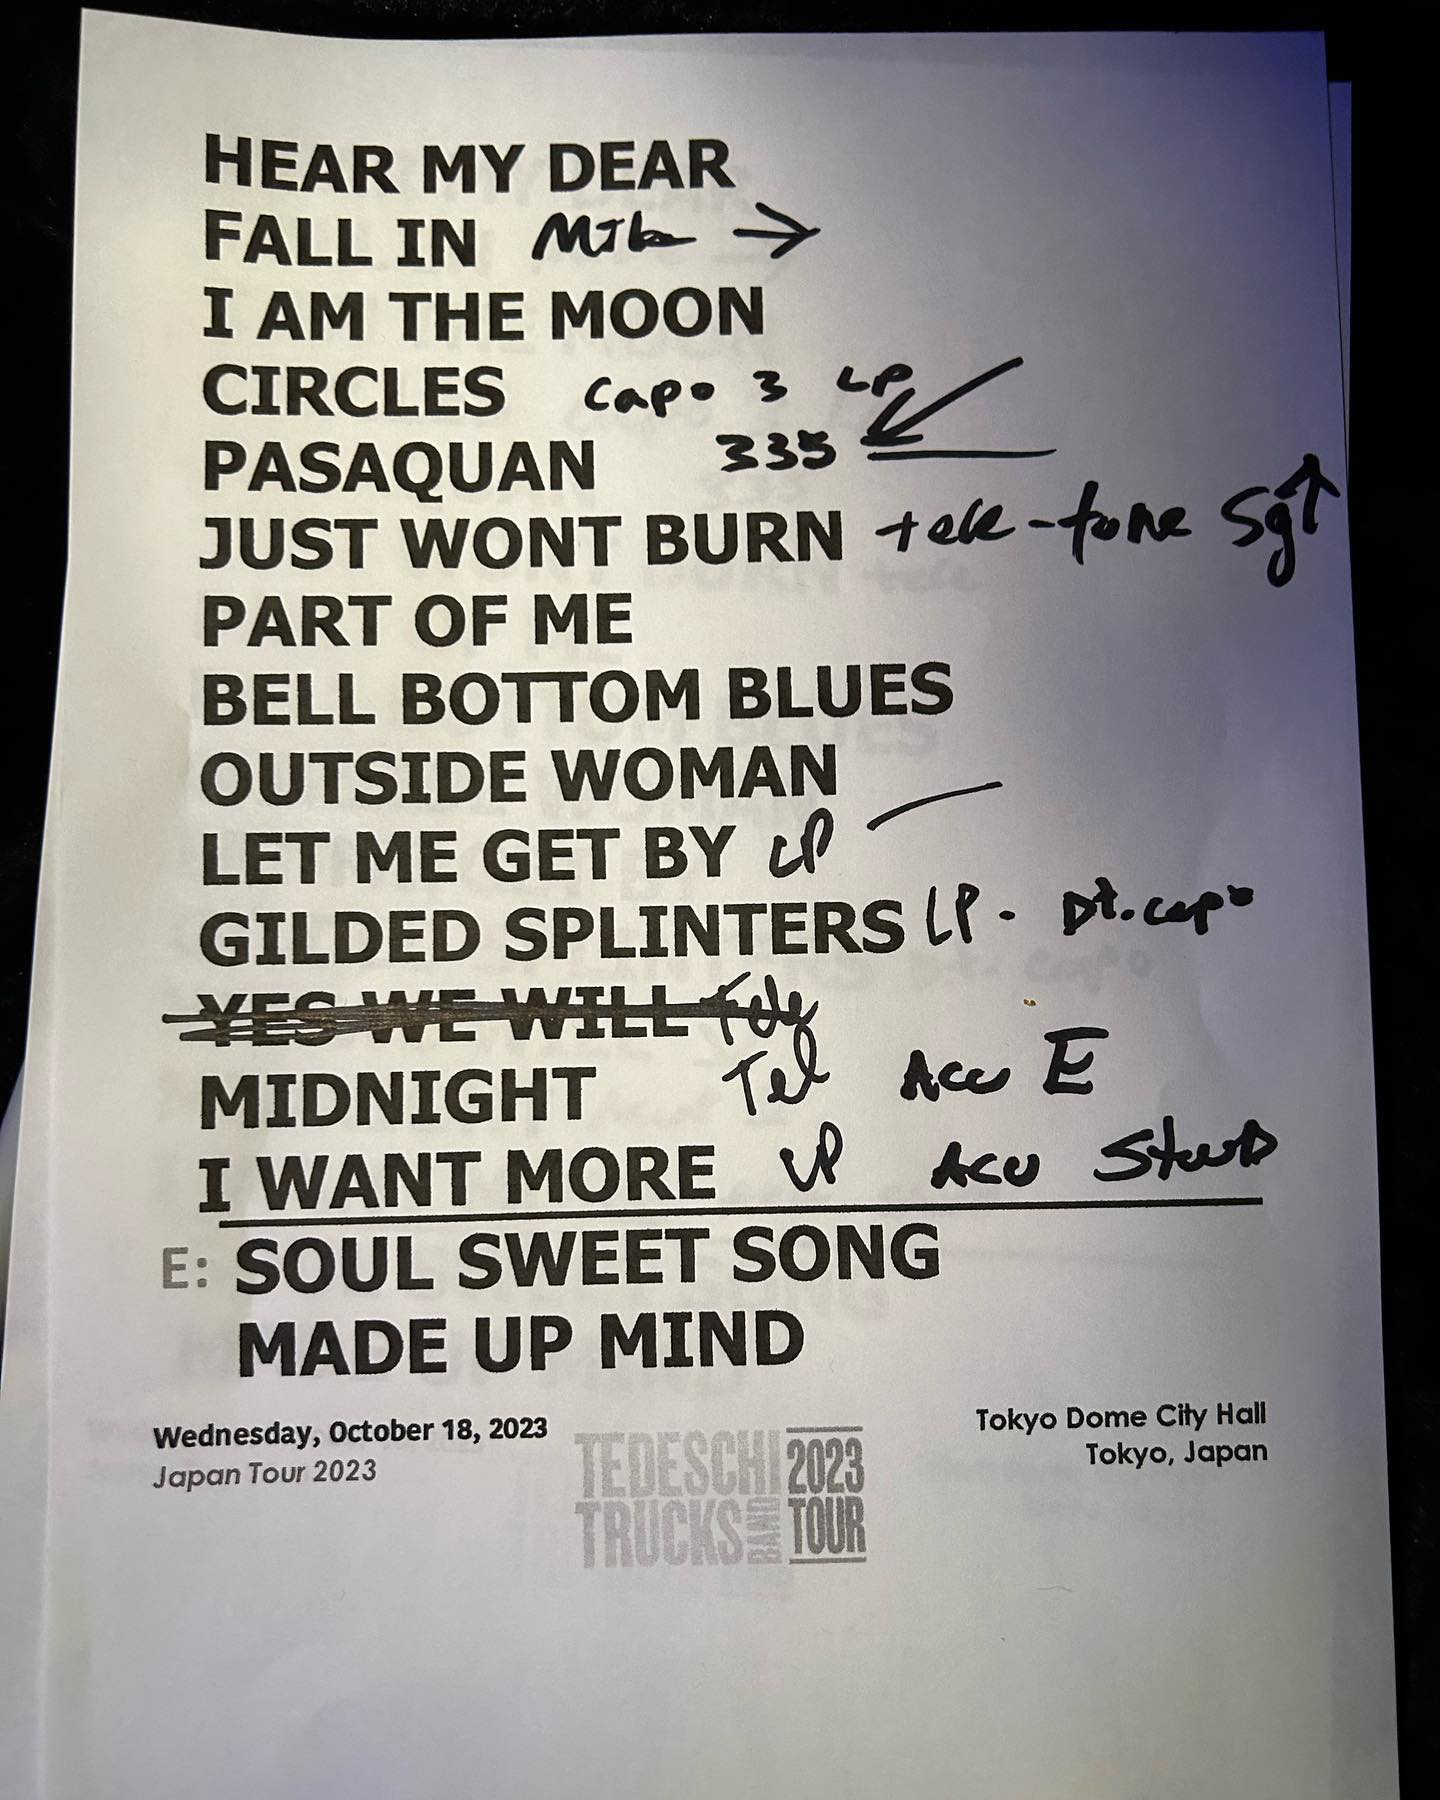 HEAR MY DEAR
FALL IN Mike →
I AM THE MOON
CIRCLES Capo 3 LP
PASAQUAN 335
JUST WONT BURN tele-tone Sg↑
PART OF ME
BELL BOTTOM BLUES
OUTSIDE WOMAN
LET ME GET BY LP
GILDED SPLINTERS LP - Dt. capo
YES WE WILL Tele
MIDNIGHT Tel Acu E
I WANT MORE LP Acu
E: SOUL SWEET SONG
MADE UP MIND
Wednesday, October 18, 2023
Japan Tour 2023
TEDESCHI TRUCKS BAND 2023 TOUR
Tokyo Dome City Hall
Tokyo, Japan